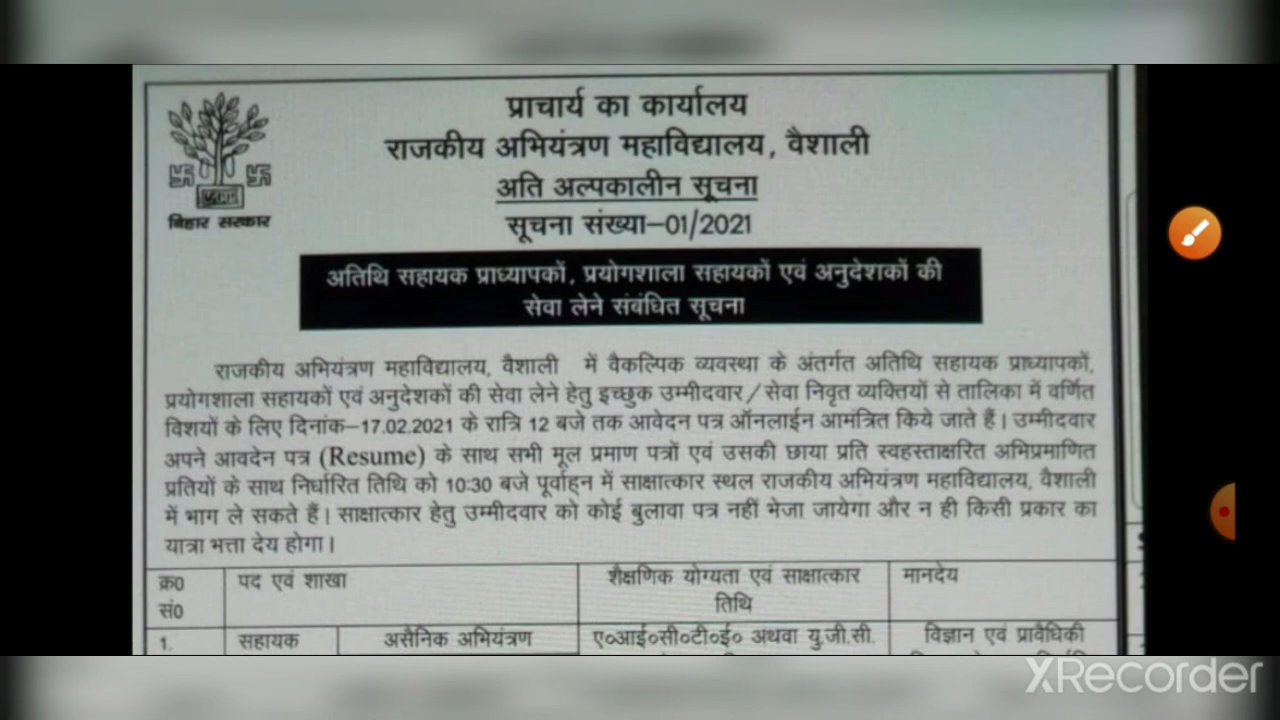 प्राचार्य का कार्यालय
राजकीय अभियंत्रण महाविद्यालय, वैशाली
अति अल्पकालीन सूचना
सूचना संख्या–01/2021
बिहार सरकार
अतिथि सहायक प्राध्यापकों, प्रयोगशाला सहायकों एवं अनुदेशकों की
सेवा लेने संबंधित सूचना
राजकीय अभियंत्रण महाविद्यालय, वैशाली में वैकल्पिक व्यवस्था के अंतर्गत अतिथि सहायक प्राध्यापकों,
प्रयोगशाला सहायकों एवं अनुदेशकों की सेवा लेने हेतु इच्छुक उम्मीदवार/सेवा निवृत व्यक्तियों से तालिका में वर्णित
विशयों के लिए दिनांक–17.02.2021 के रात्रि 12 बजे तक आवेदन पत्र ऑनलाईन आमंत्रित किये जाते हैं। उम्मीदवार
अपने आवदेन पत्र (Resume) के साथ सभी मूल प्रमाण पत्रों एवं उसकी छाया प्रति स्वहस्ताक्षरित अभिप्रमाणित
प्रतियों के साथ निर्धारित तिथि को 10:30 बजे पूर्वाहन में साक्षात्कार स्थल राजकीय अभियंत्रण महाविद्यालय, वैशाली
में भाग ले सकते हैं। साक्षात्कार हेतु उम्मीदवार को कोई बुलावा पत्र नहीं भेजा जायेगा और न ही किसी प्रकार का
यात्रा भत्ता देय होगा।
क्र0 पद एवं शाखा शैक्षणिक योग्यता एवं साक्षात्कार मानदेय
सं0 तिथि
1. सहायक असैनिक अभियंत्रण ए०आई०सी०टी०ई० अथवा यु.जी.सी. विज्ञान एवं प्रावैधिकी
XRecorder